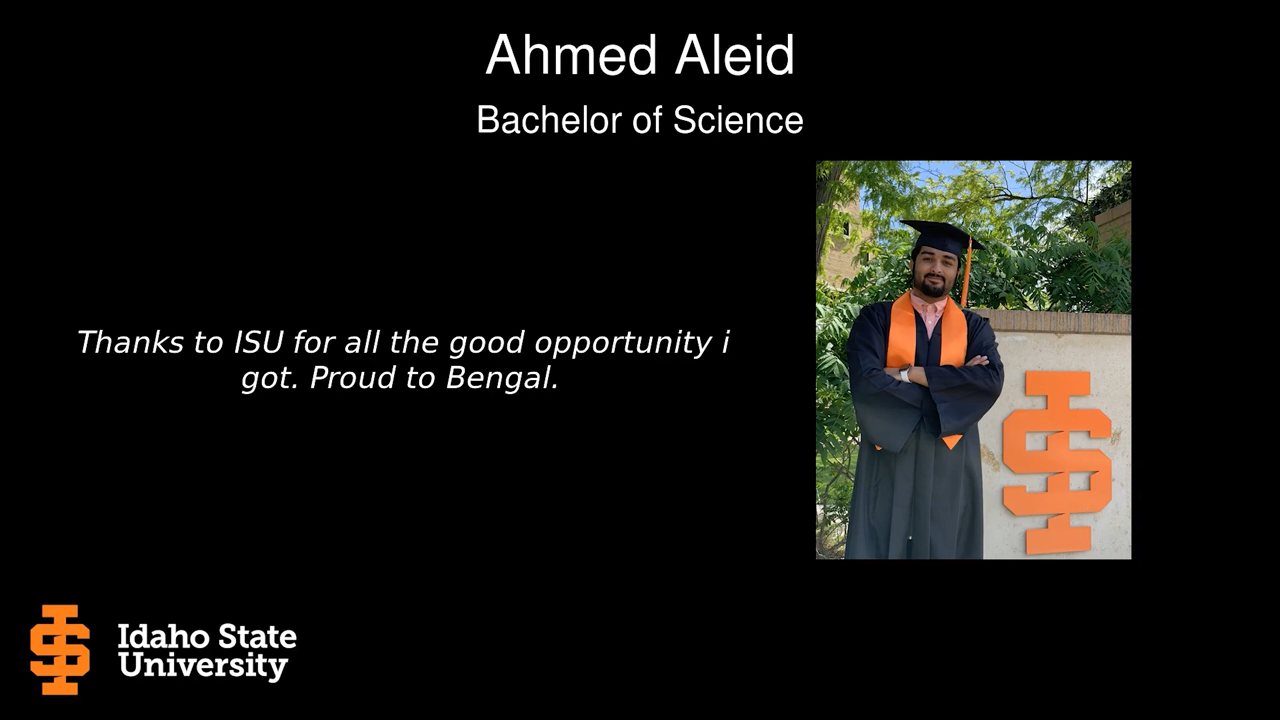 Ahmed Aleid
Bachelor of Science
Thanks to ISU for all the good opportunity i
got. Proud to Bengal.
Idaho State
University